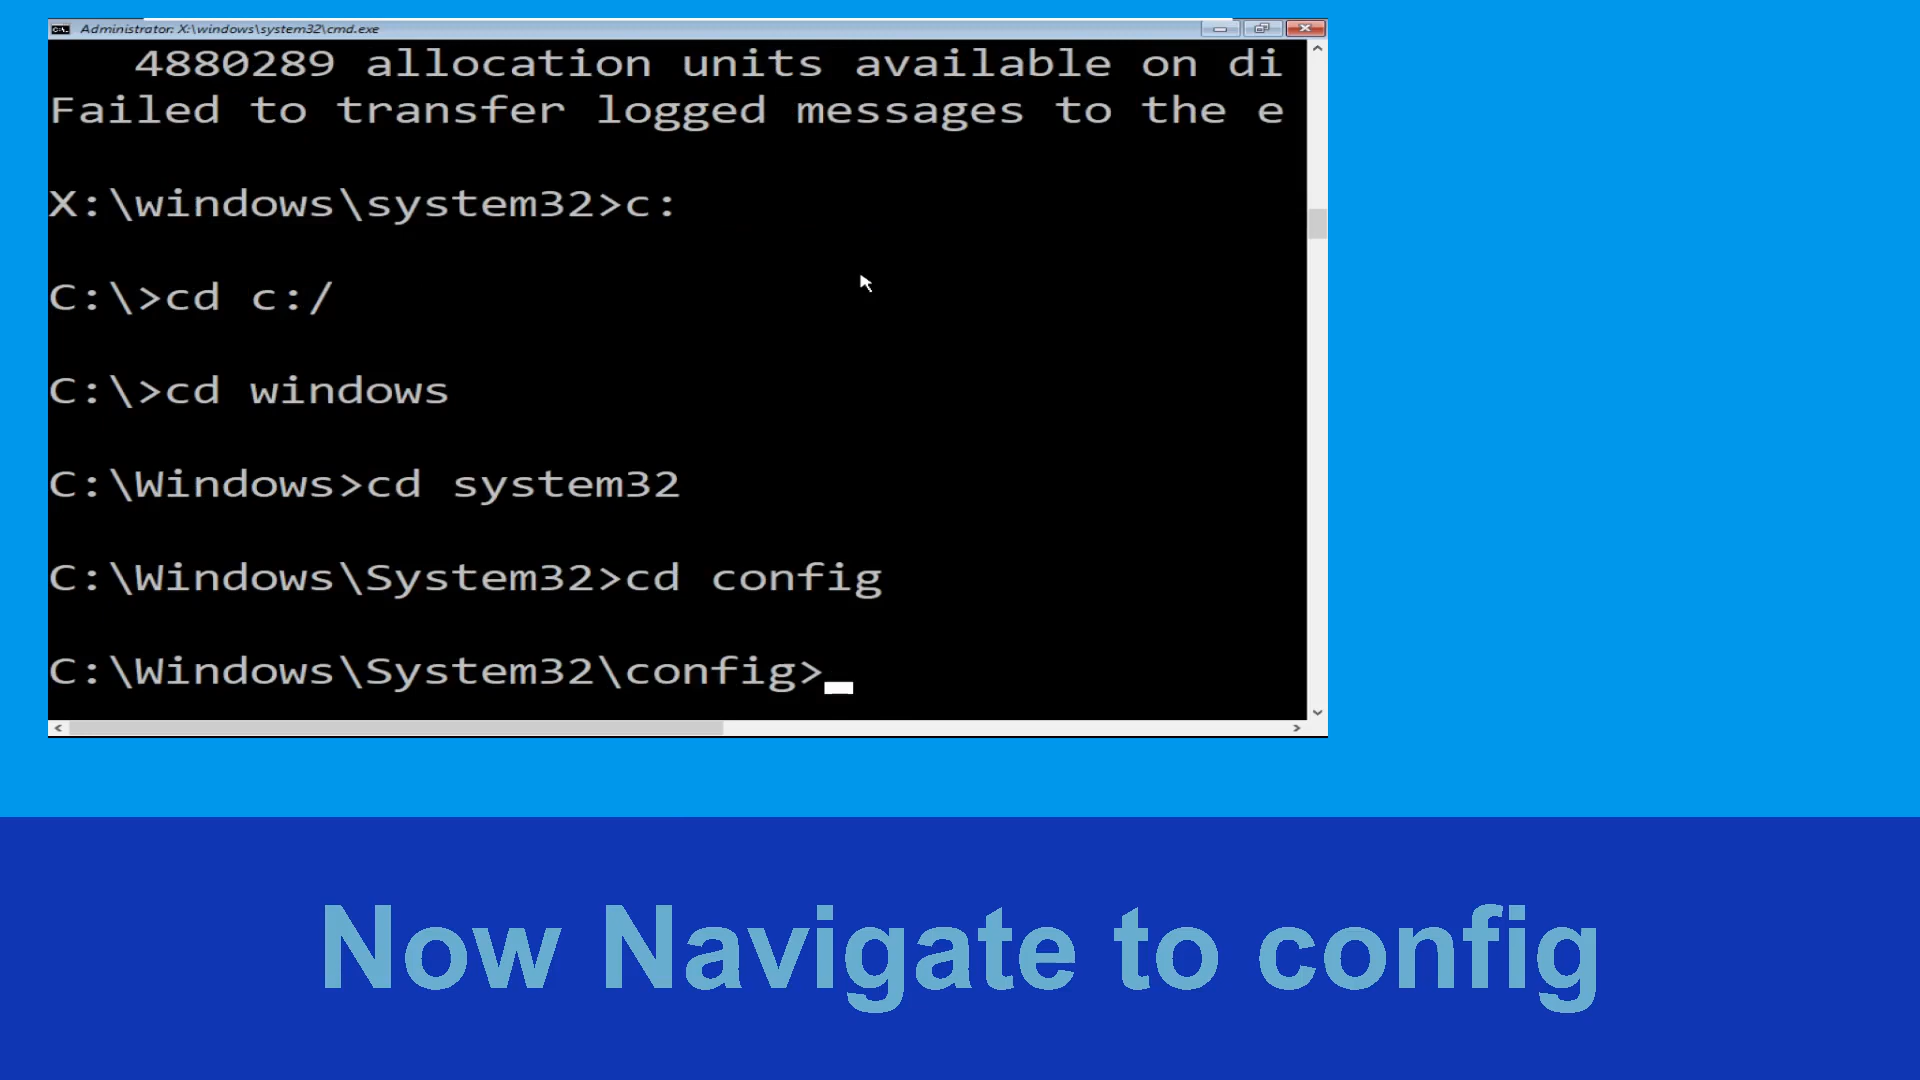 Administrator: X:\windows\system32\cmd.exe
4880289 allocation units available on di
Failed to transfer logged messages to the e
X:\windows\system32>c:
C:\>cd c:/
C:\>cd windows
C:\Windows>cd system32
C:\Windows\System32>cd config
C:\Windows\System32\config>
Now Navigate to config